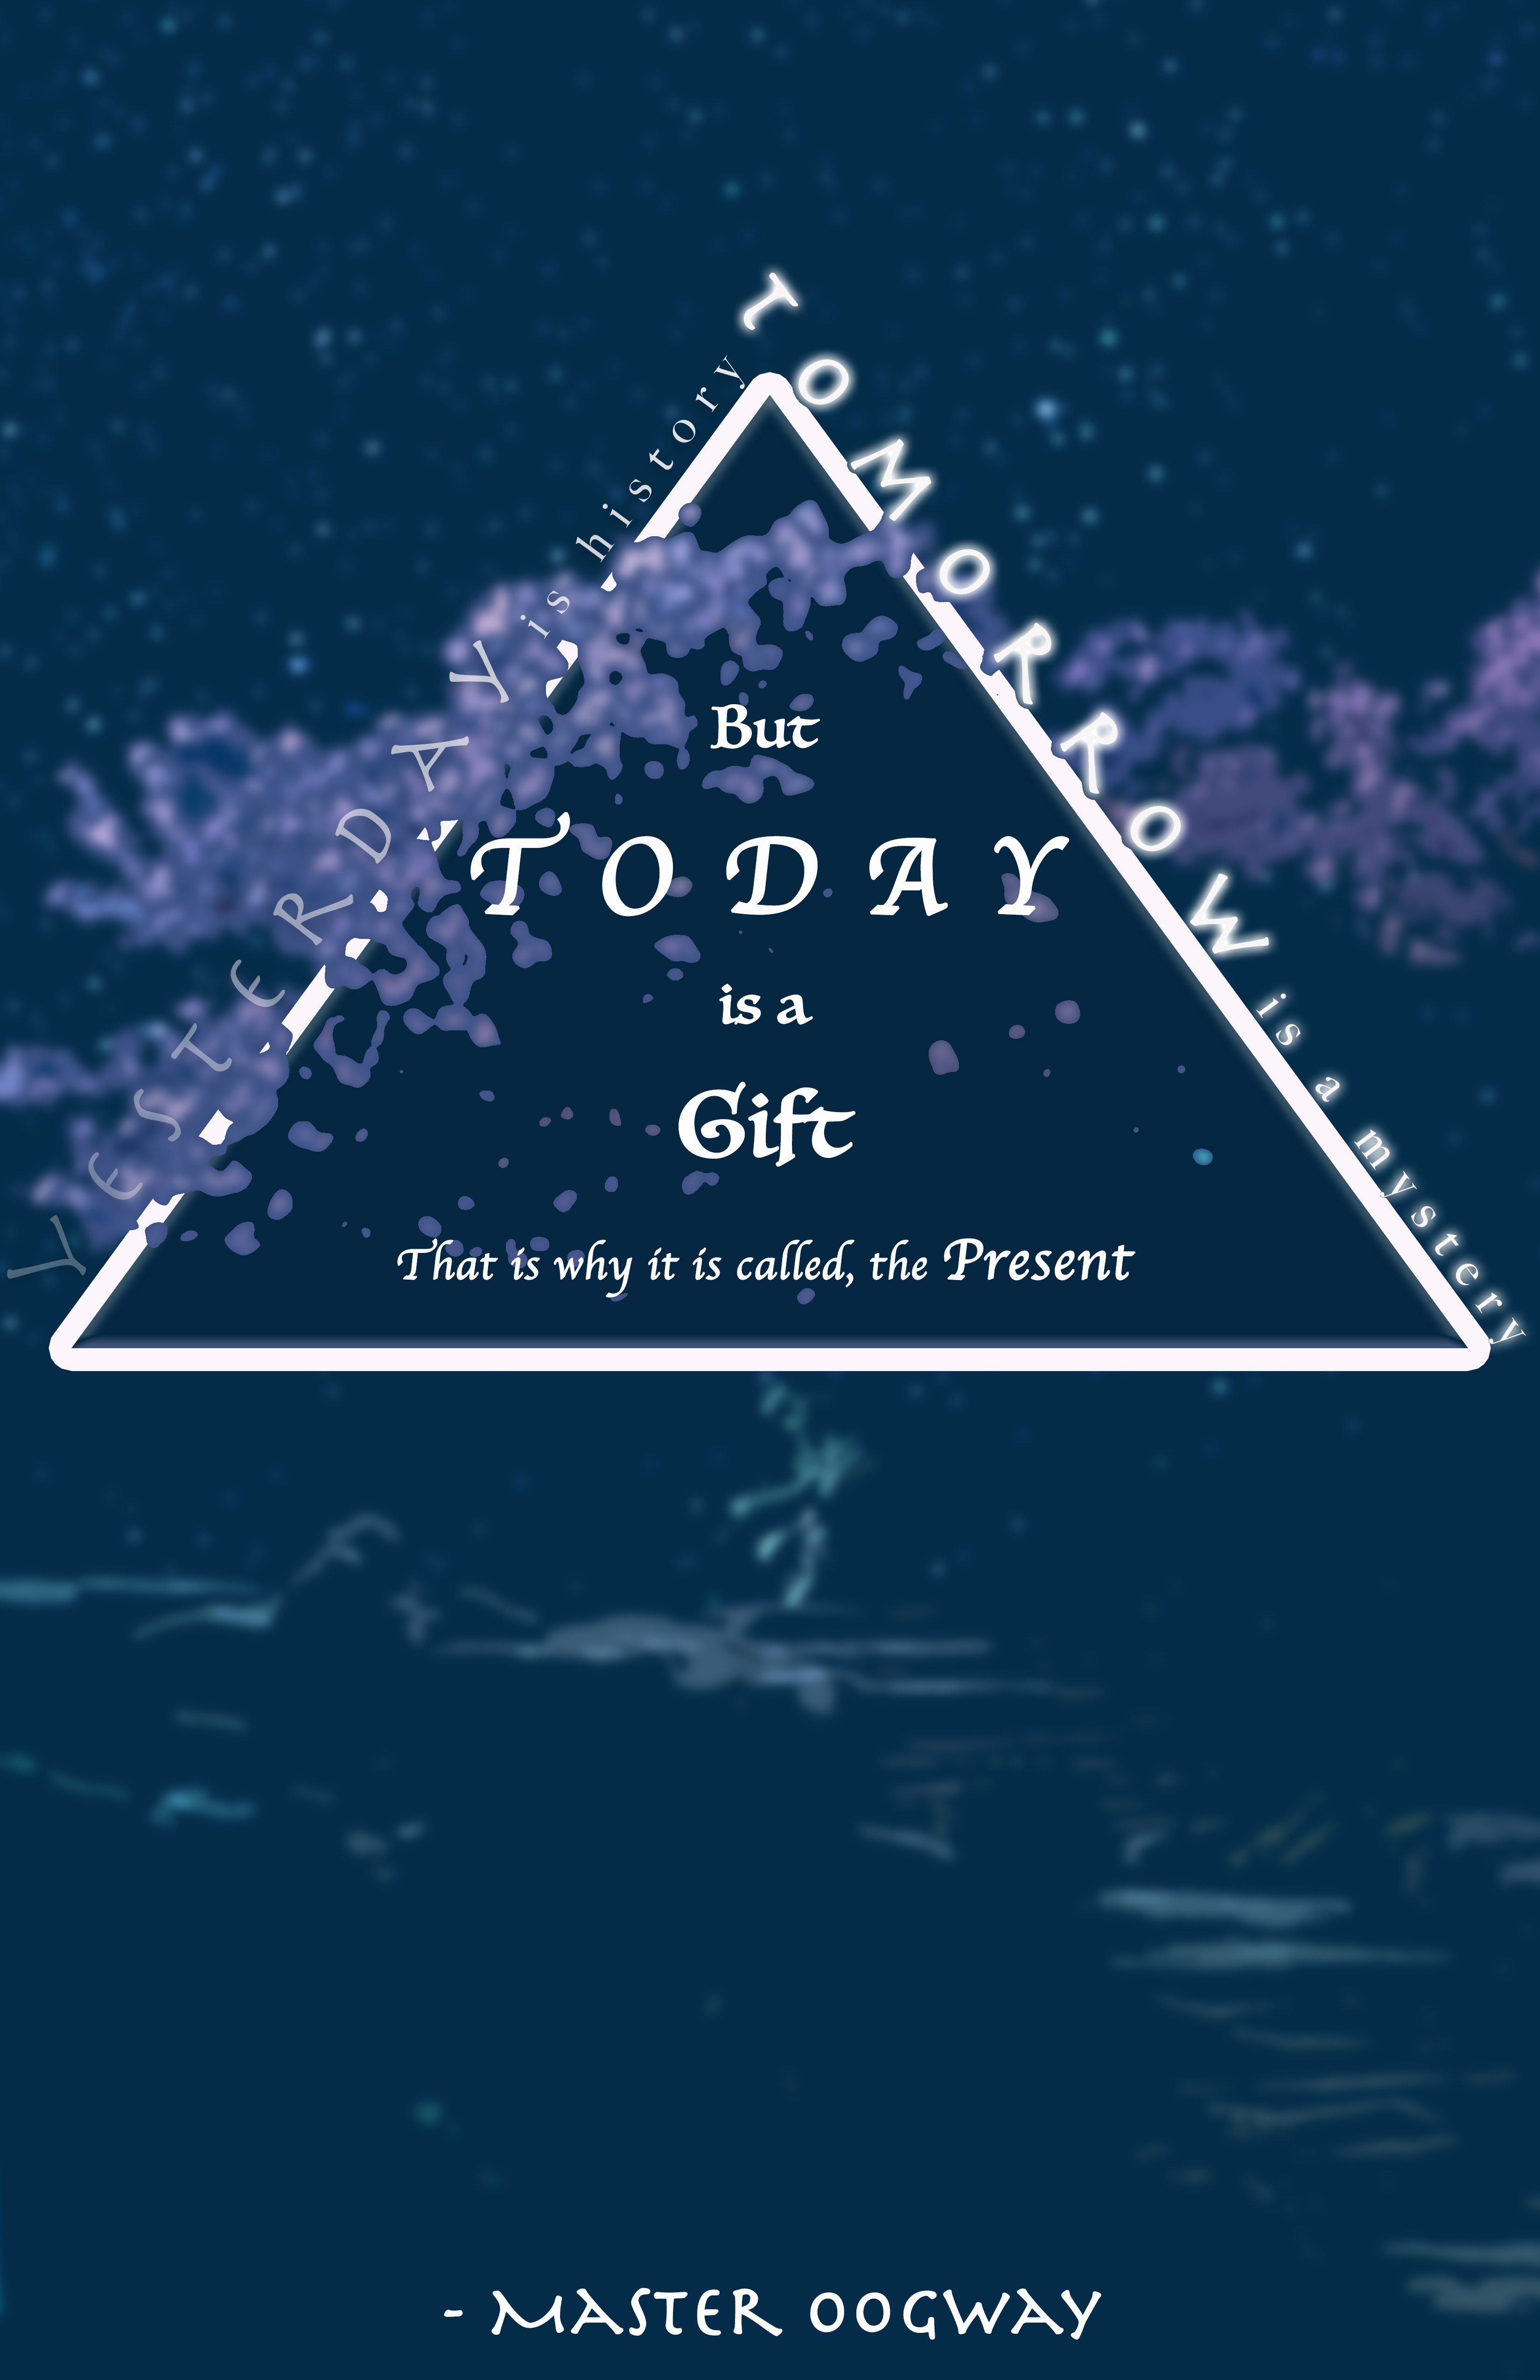 YESTERDAY is history
TOMORROW is a mystery
But
TODAY
is a
Gift
That is why it is called, the Present
- MASTER OOGWAY